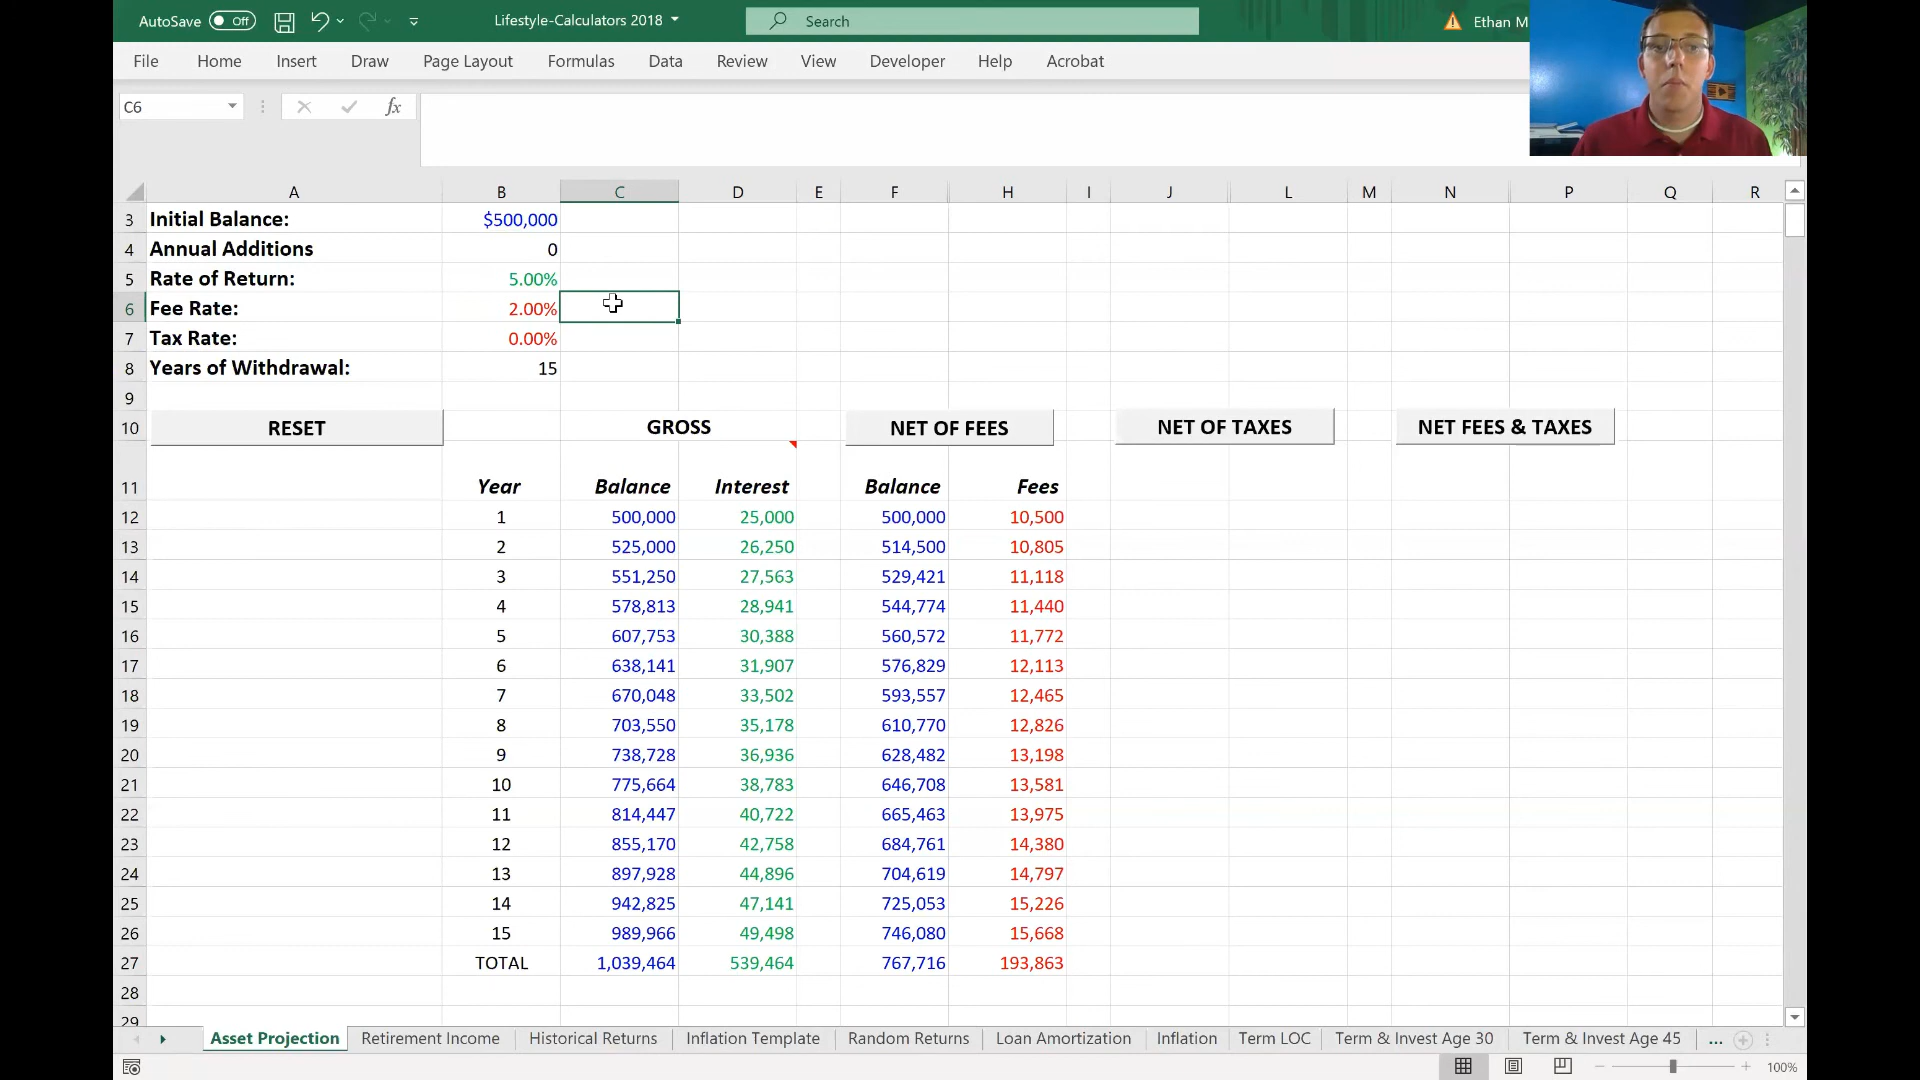 AutoSave Off Lifestyle-Calculators 2018 Search Ethan M
File Home Insert Draw Page Layout Formulas Data Review View Developer Help Acrobat
C6 fx
A B C D E F H I J L M N P Q R
3 Initial Balance: $500,000
4 Annual Additions 0
5 Rate of Return: 5.00%
6 Fee Rate: 2.00%
7 Tax Rate: 0.00%
8 Years of Withdrawal: 15
9
10 RESET GROSS NET OF FEES NET OF TAXES NET FEES & TAXES
11 Year Balance Interest Balance Fees
12 1 500,000 25,000 500,000 10,500
13 2 525,000 26,250 514,500 10,805
14 3 551,250 27,563 529,421 11,118
15 4 578,813 28,941 544,774 11,440
16 5 607,753 30,388 560,572 11,772
17 6 638,141 31,907 576,829 12,113
18 7 670,048 33,502 593,557 12,465
19 8 703,550 35,178 610,770 12,826
20 9 738,728 36,936 628,482 13,198
21 10 775,664 38,783 646,708 13,581
22 11 814,447 40,722 665,463 13,975
23 12 855,170 42,758 684,761 14,380
24 13 897,928 44,896 704,619 14,797
25 14 942,825 47,141 725,053 15,226
26 15 989,966 49,498 746,080 15,668
27 TOTAL 1,039,464 539,464 767,716 193,863
28
29
Asset Projection Retirement Income Historical Returns Inflation Template Random Returns Loan Amortization Inflation Term LOC Term & Invest Age 30 Term & Invest Age 45 ...
100%